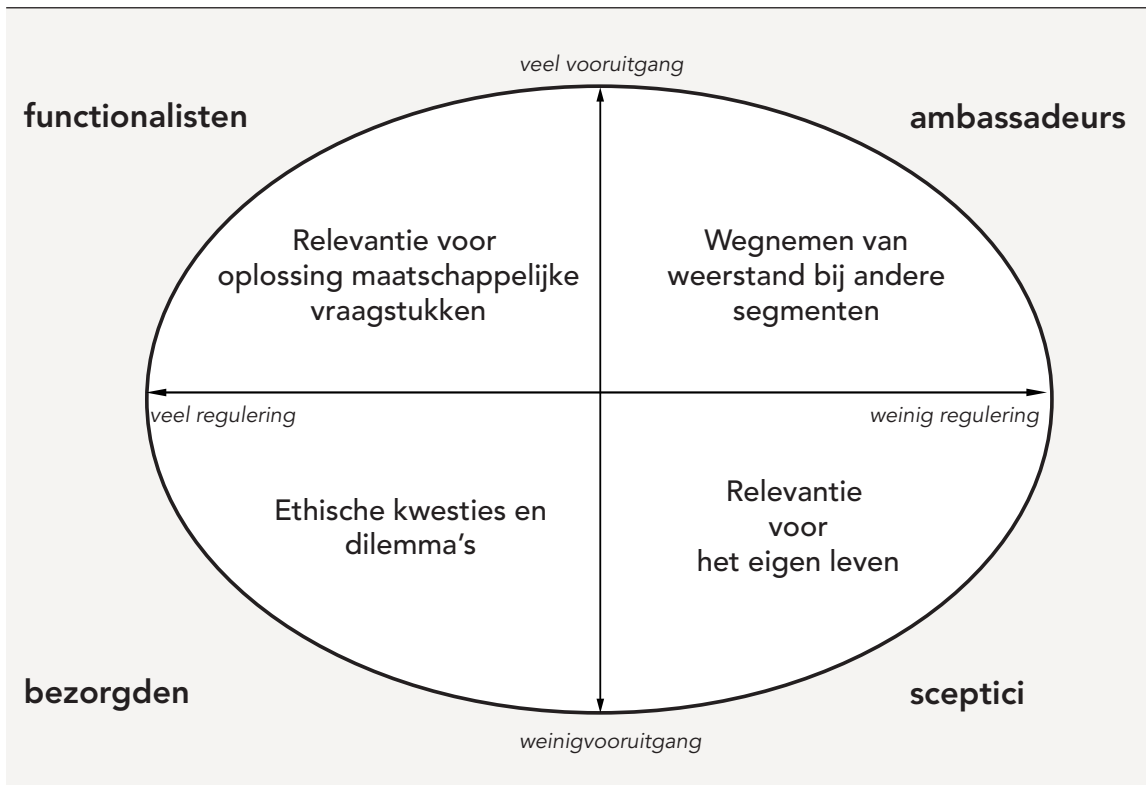 veel vooruitgang
functionalisten
ambassadeurs
Relevantie voor
oplossing maatschappelijke
vraagstukken
Wegnemen van
weerstand bij andere
segmenten
veel regulering
weinig regulering
Ethische kwesties en
dilemma's
Relevantie
voor
het eigen leven
bezorgden
sceptici
weinigvooruitgang